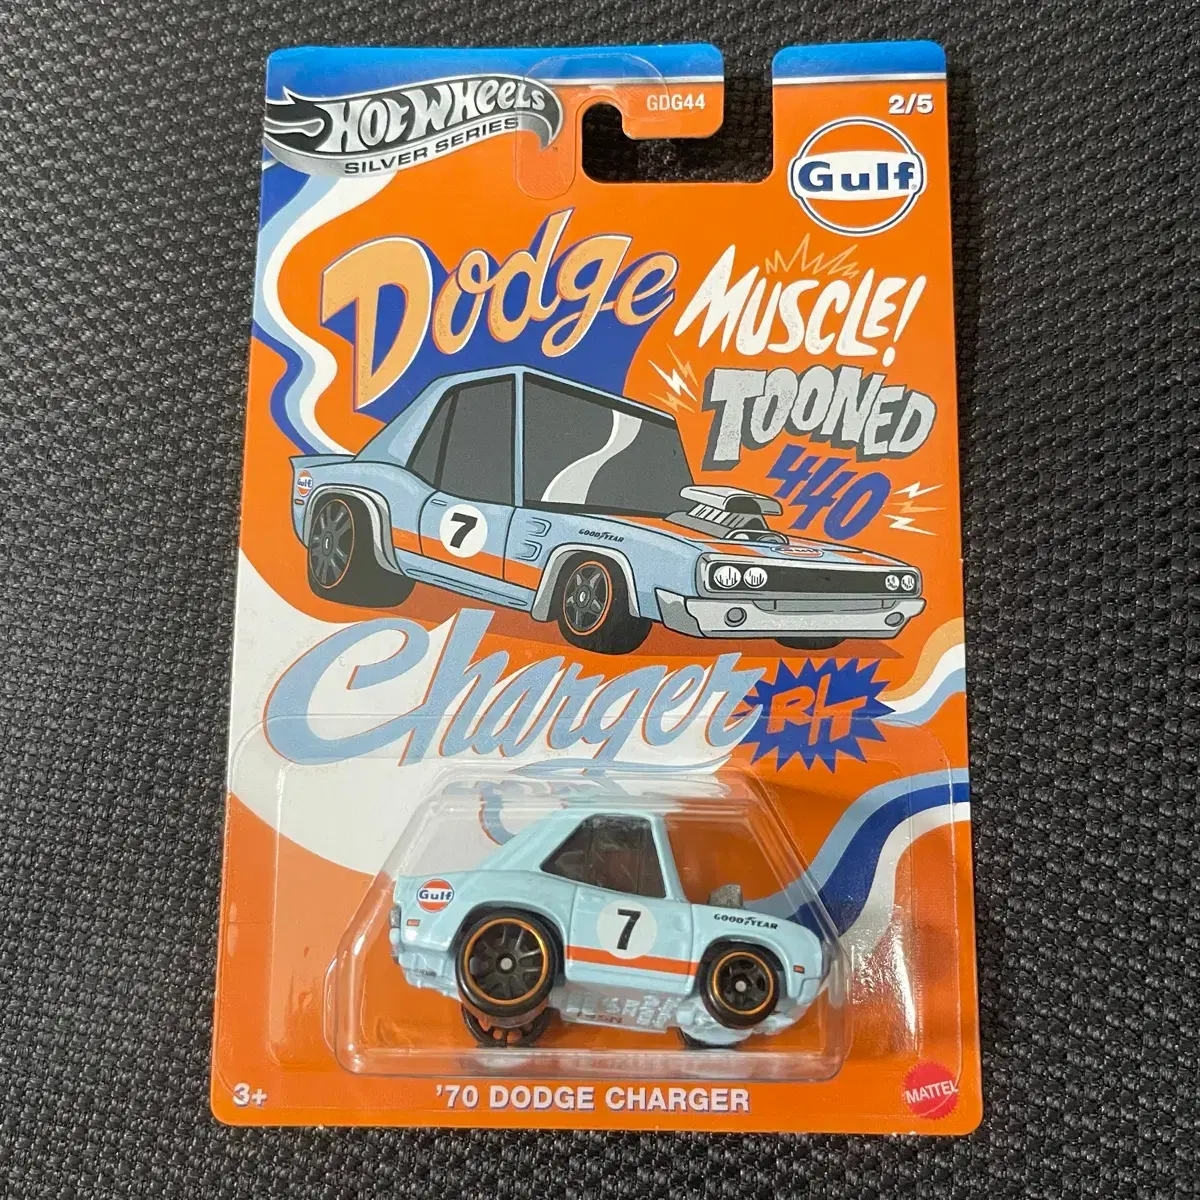 HOT WHEELS
SILVER SERIES
GDG44
2/5
Gulf
Dodge
MUSCLE!
TOONED
440
Gulf
7
GOODYEAR
Gulf
Charger
R/T
Gulf
7
GOODYEAR
3+
'70 DODGE CHARGER
MATTEL